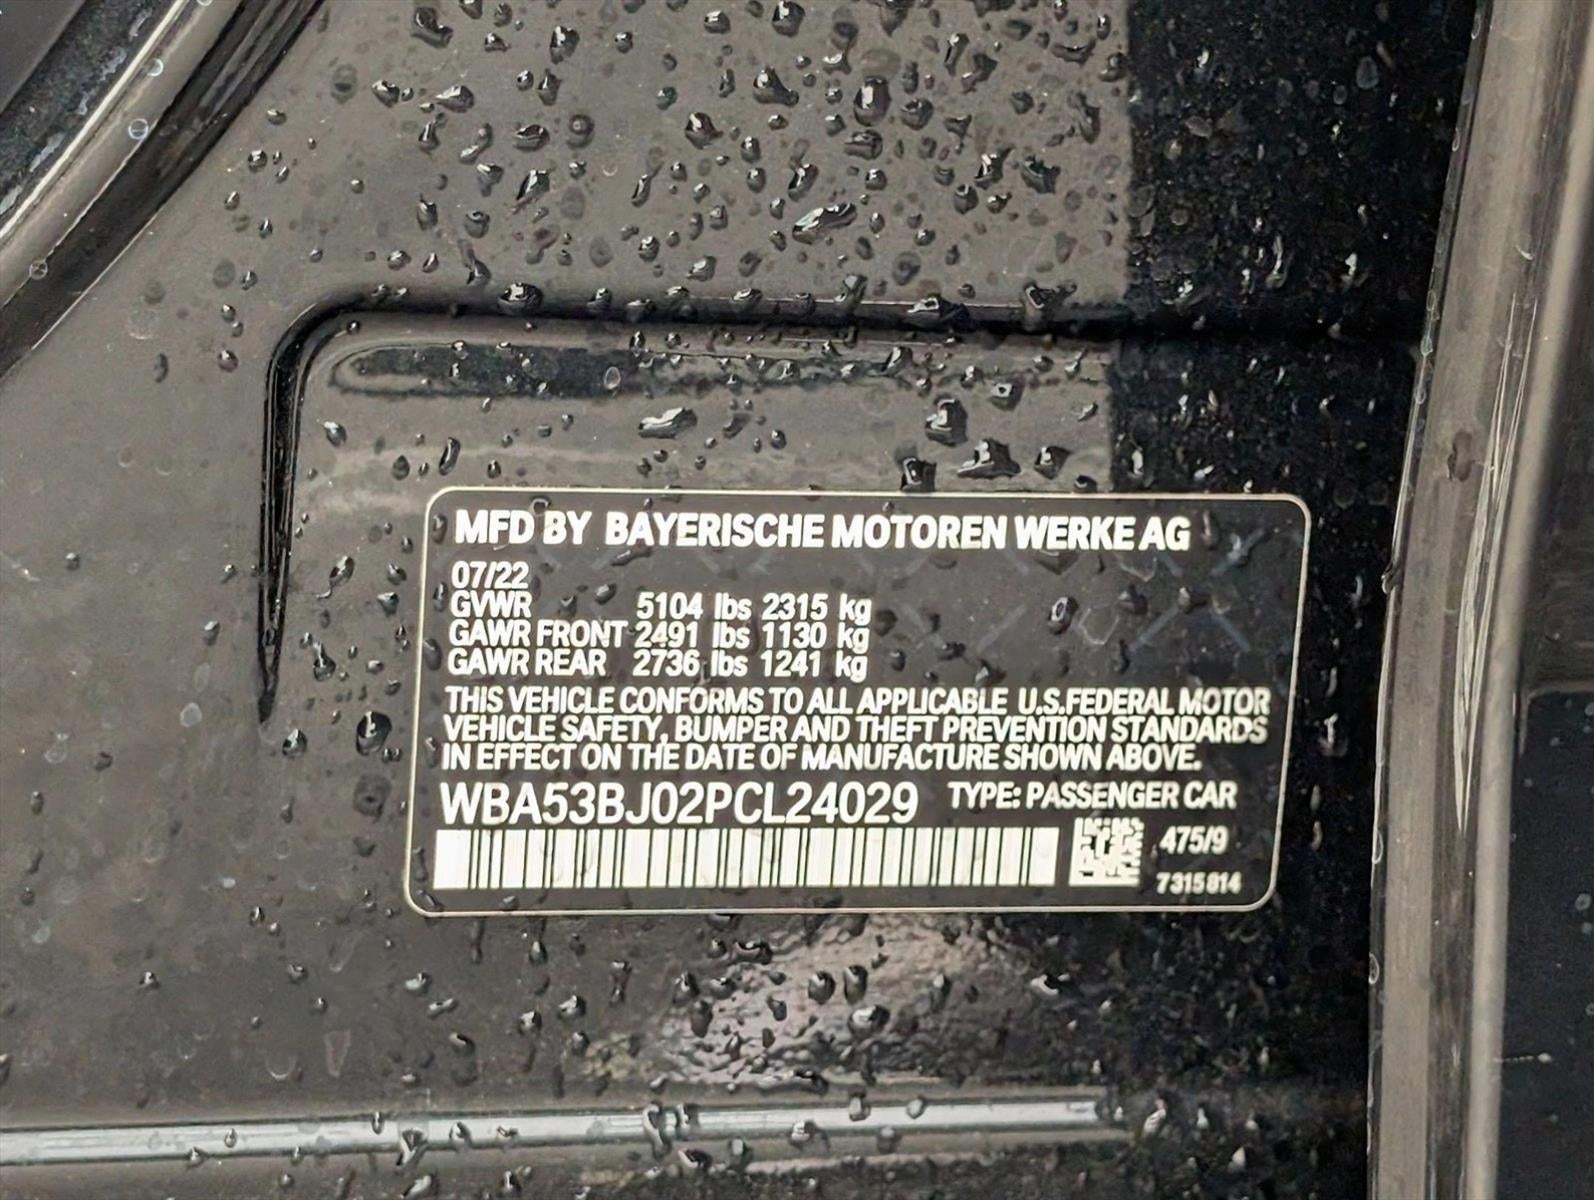 MFD BY BAYERISCHE MOTOREN WERKE AG
07/22
GVWR 5104 lbs 2315 kg
GAWR FRONT 2491 lbs 1130 kg
GAWR REAR 2736 lbs 1241 kg
THIS VEHICLE CONFORMS TO ALL APPLICABLE U.S.FEDERAL MOTOR
VEHICLE SAFETY, BUMPER AND THEFT PREVENTION STANDARDS
IN EFFECT ON THE DATE OF MANUFACTURE SHOWN ABOVE.
WBA53BJ02PCL24029 TYPE: PASSENGER CAR
475/9
7315814